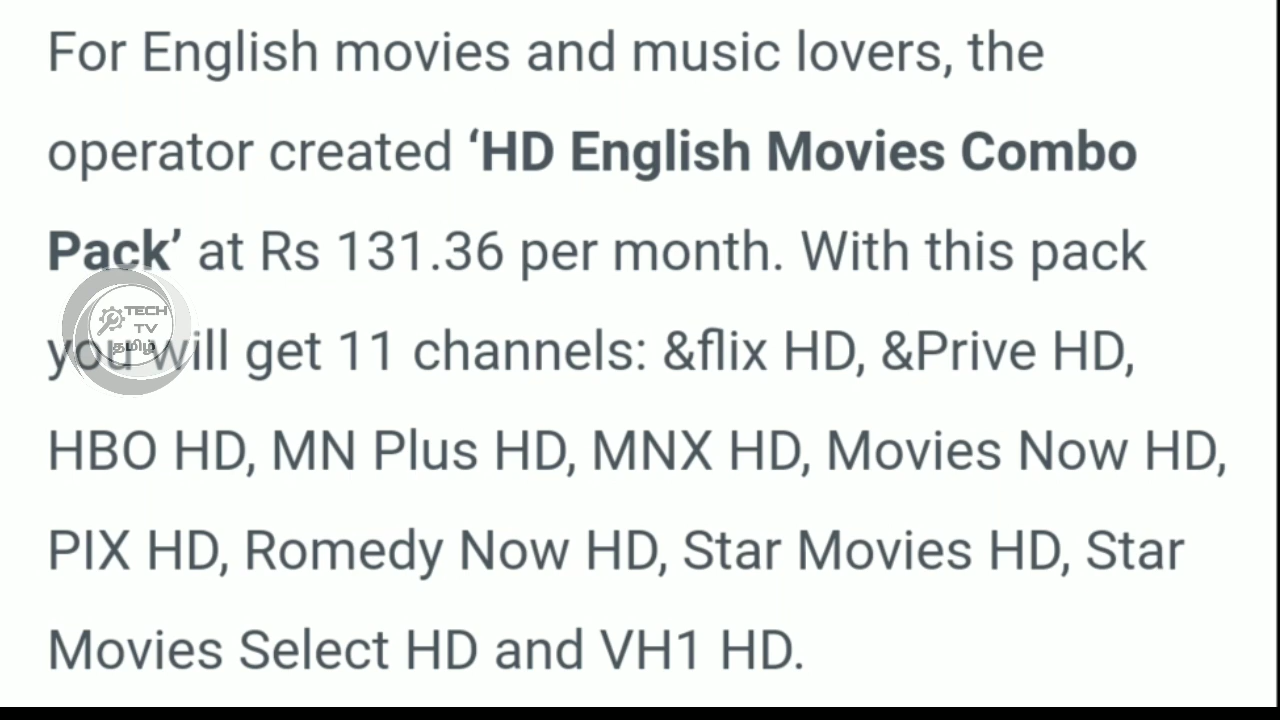 For English movies and music lovers, the
operator created ‘HD English Movies Combo
Pack’ at Rs 131.36 per month. With this pack
you will get 11 channels: &flix HD, &Prive HD,
HBO HD, MN Plus HD, MNX HD, Movies Now HD,
PIX HD, Romedy Now HD, Star Movies HD, Star
Movies Select HD and VH1 HD.
TECH
TV
தமிழ்